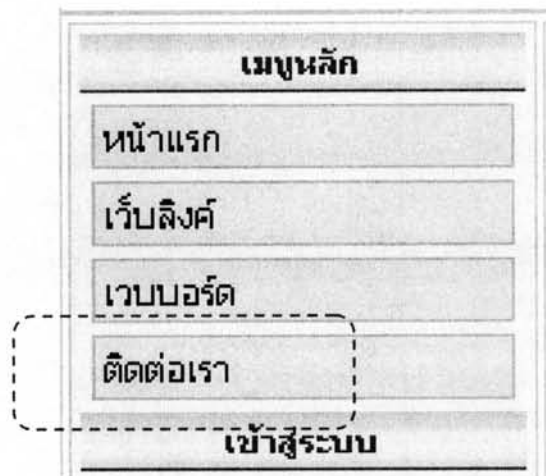 เมนูหลัก
หน้าแรก
เว็บลิงค์
เวบบอร์ด
ติดต่อเรา
เข้าสู่ระบบ